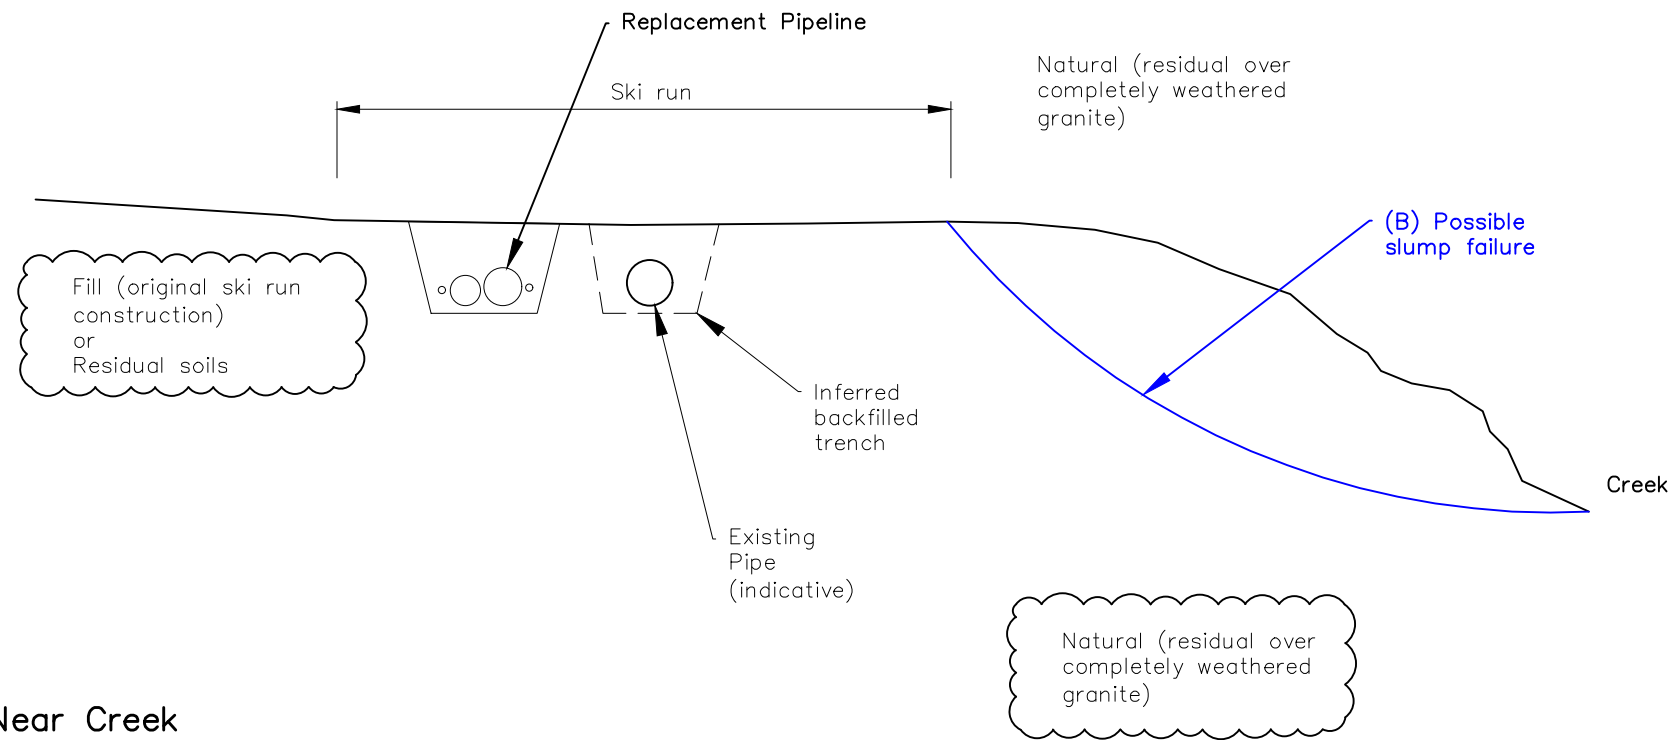 Replacement Pipeline
Ski run
Natural (residual over
completely weathered
granite)
(B) Possible
slump failure
Fill (original ski run
construction)
or
Residual soils
Inferred
backfilled
trench
Creek
Existing
Pipe
(indicative)
Natural (residual over
completely weathered
granite)
Near Creek